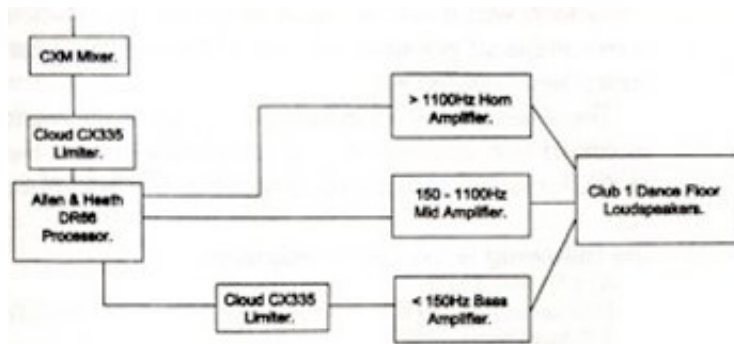 CXM Mixer.
Cloud CX335
Limiter.
Allen & Heath
DR66
Processor.
> 1100Hz Horn
Amplifier.
150 - 1100Hz
Mid Amplifier.
Club 1 Dance Floor
Loudspeakers.
Cloud CX335
Limiter.
< 150Hz Bass
Amplifier.